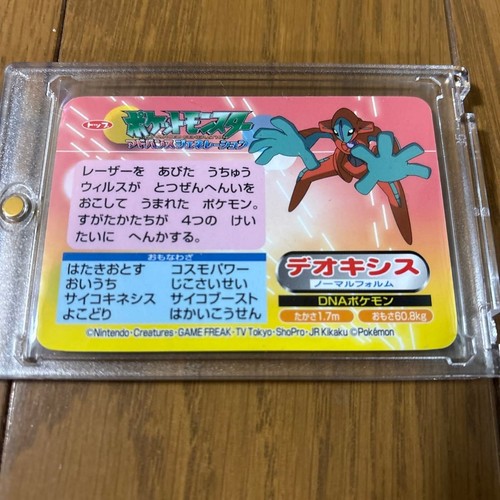 トップ
ポケットモンスター
アドバンスジェネレーション
レーザーを あびた うちゅう
ウィルスが とつぜんへんいを
おこして うまれた ポケモン。
すがたかたちが 4つの けい
たいに へんかする。
おもなわざ
はたきおとす コスモパワー
おいうち じこさいせい
サイコキネシス サイコブースト
よこどり はかいこうせん
デオキシス
ノーマルフォルム
DNAポケモン
たかさ1.7m おもさ60.8kg
©Nintendo・Creatures・GAME FREAK・TV Tokyo・ShoPro・JR Kikaku ©Pokémon